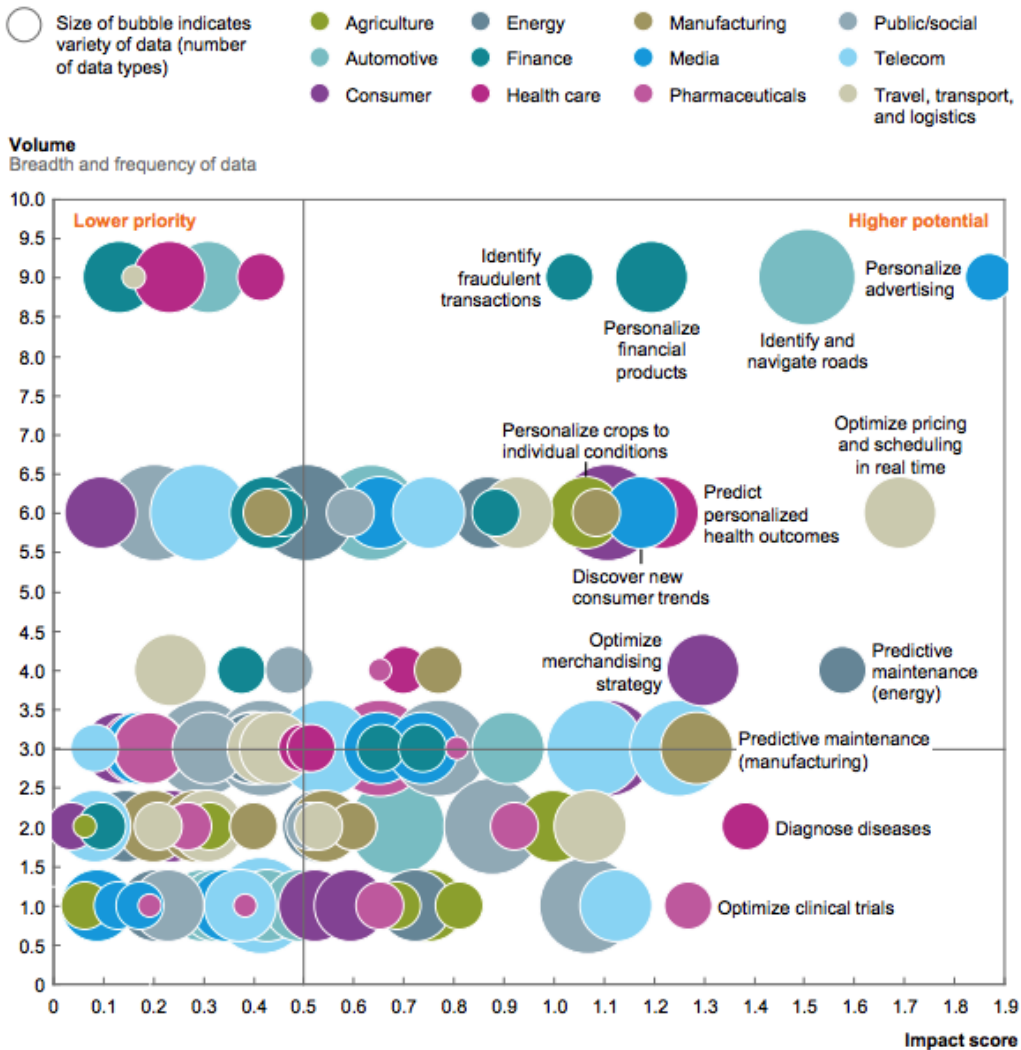 Size of bubble indicates
variety of data (number
of data types)
Agriculture
Energy
Manufacturing
Public/social
Automotive
Finance
Media
Telecom
Consumer
Health care
Pharmaceuticals
Travel, transport,
and logistics
Volume
Breadth and frequency of data
10.0
9.5
9.0
8.5
8.0
7.5
7.0
6.5
6.0
5.5
5.0
4.5
4.0
3.5
3.0
2.5
2.0
1.5
1.0
0.5
0
Lower priority
Higher potential
Identify
fraudulent
transactions
Personalize
financial
products
Identify and
navigate roads
Personalize
advertising
Personalize crops to
individual conditions
Optimize pricing
and scheduling
in real time
Predict
personalized
health outcomes
Discover new
consumer trends
Optimize
merchandising
strategy
Predictive
maintenance
(energy)
Predictive maintenance
(manufacturing)
Diagnose diseases
Optimize clinical trials
0 0.1 0.2 0.3 0.4 0.5 0.6 0.7 0.8 0.9 1.0 1.1 1.2 1.3 1.4 1.5 1.6 1.7 1.8 1.9
Impact score